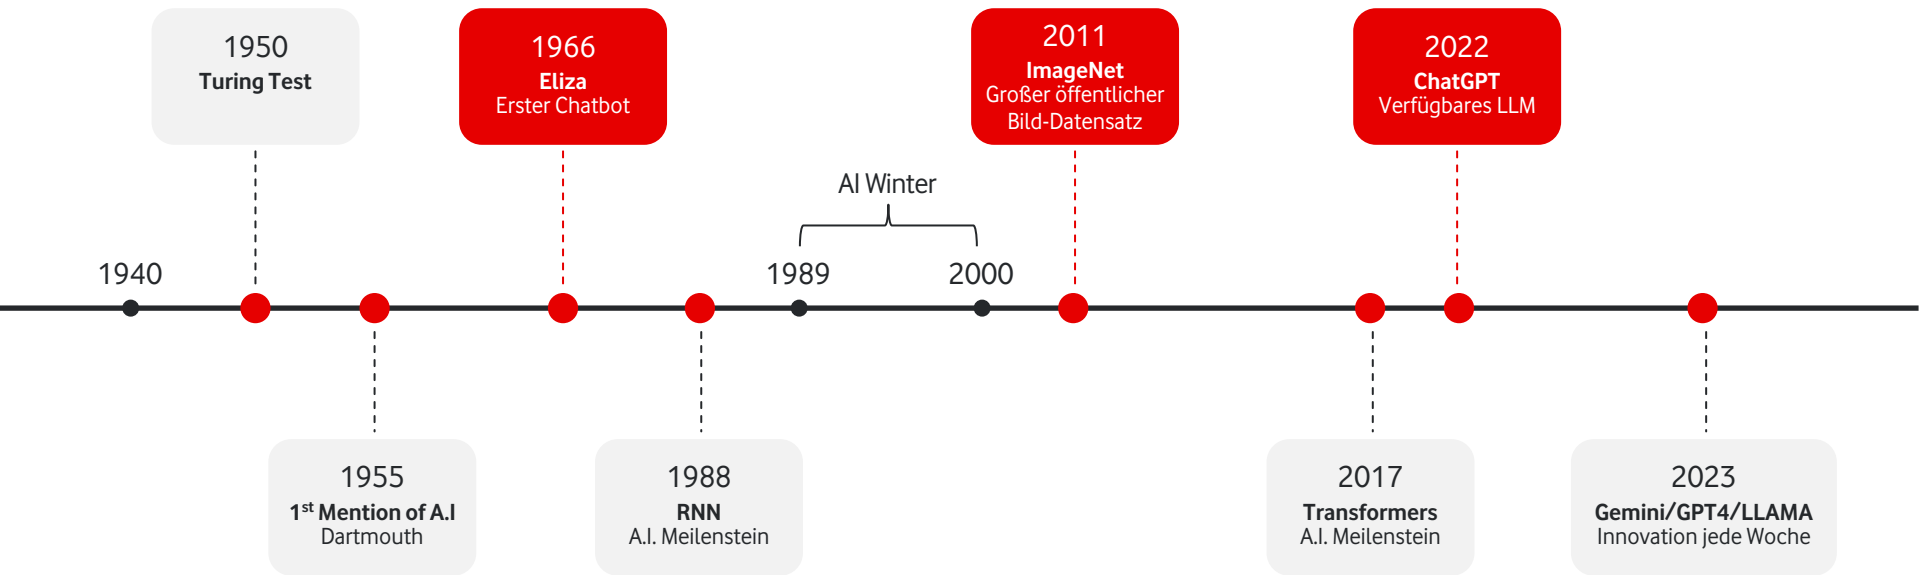 1950
Turing Test
1966
Eliza
Erster Chatbot
2011
ImageNet
Großer öffentlicher
Bild-Datensatz
2022
ChatGPT
Verfügbares LLM
AI Winter
1940
1989
2000
1955
1st Mention of A.I
Dartmouth
1988
RNN
A.I. Meilenstein
2017
Transformers
A.I. Meilenstein
2023
Gemini/GPT4/LLAMA
Innovation jede Woche